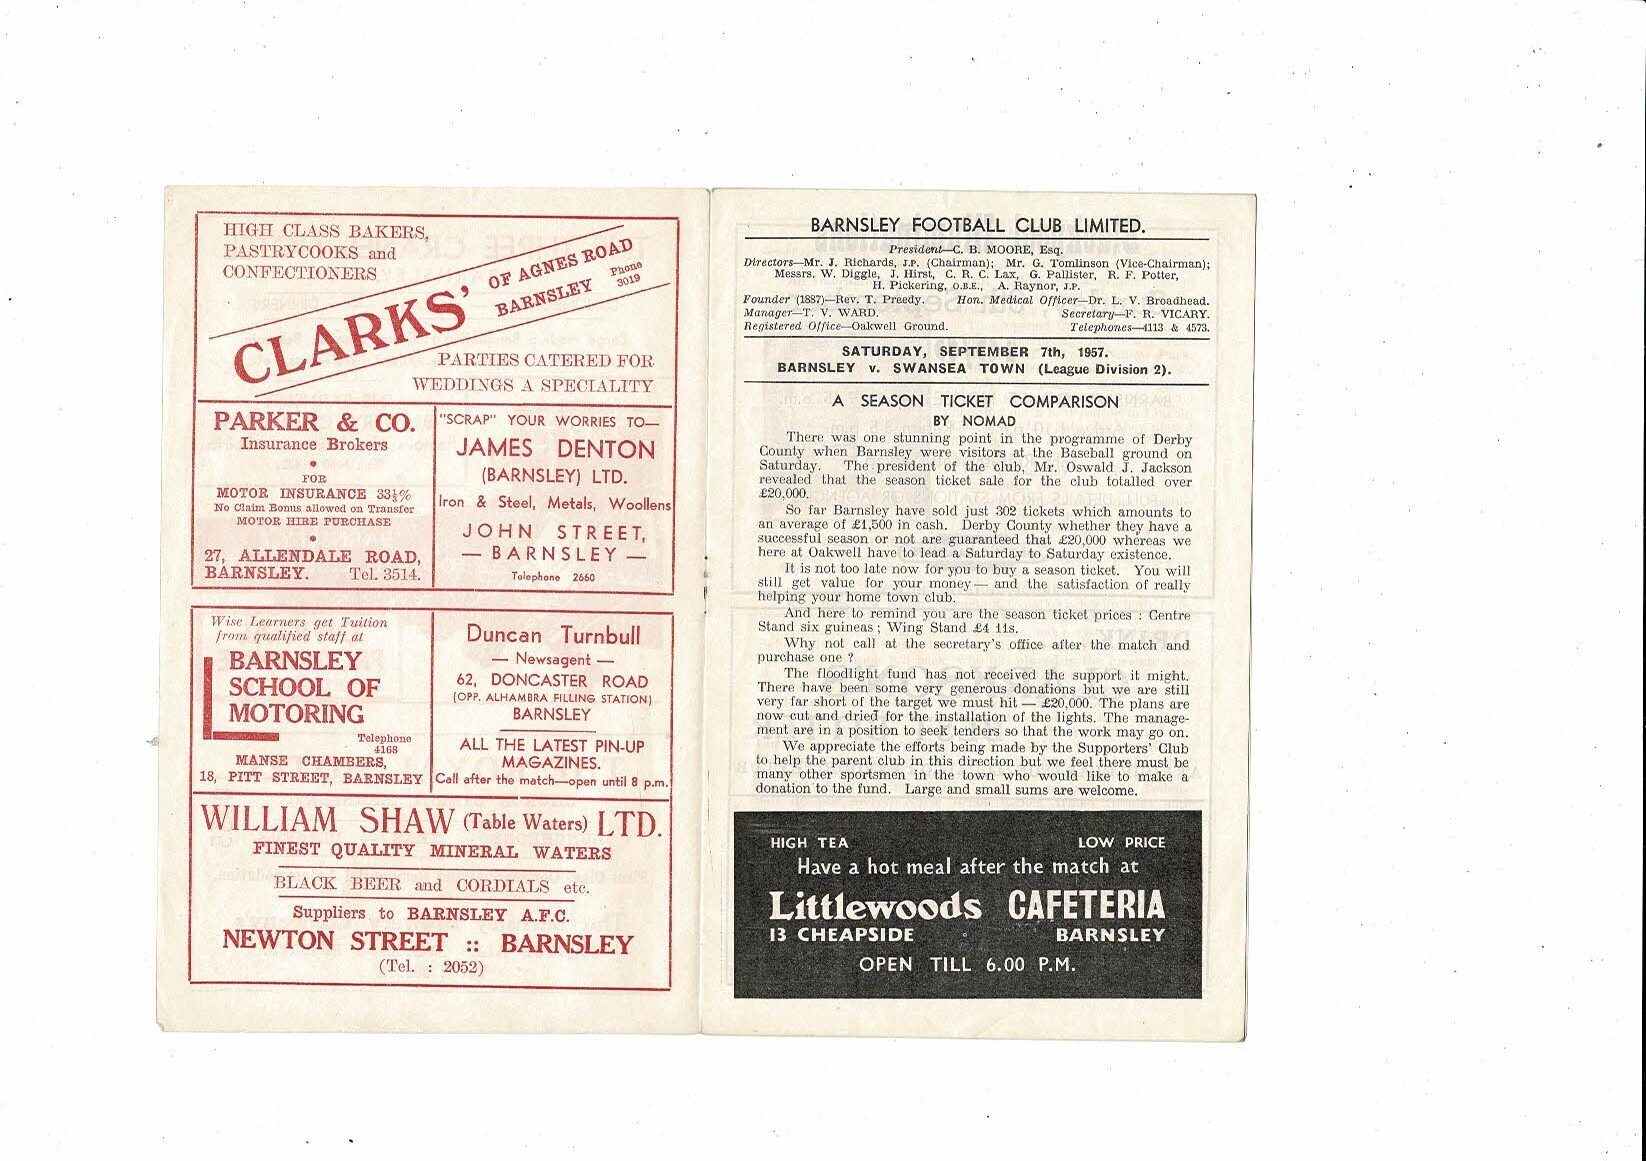 HIGH CLASS BAKERS,
PASTRYCOOKS and
CONFECTIONERS
CLARKS'
OF AGNES ROAD
BARNSLEY
Phone
3019
PARTIES CATERED FOR
WEDDINGS A SPECIALITY
PARKER & CO.
Insurance Brokers
•
FOR
MOTOR INSURANCE 33⅓%
No Claim Bonus allowed on Transfer
MOTOR HIRE PURCHASE
•
27, ALLENDALE ROAD,
BARNSLEY. Tel. 3514.
"SCRAP" YOUR WORRIES TO—
JAMES DENTON
(BARNSLEY) LTD.
Iron & Steel, Metals, Woollens
JOHN STREET,
— BARNSLEY —
Telephone 2660
Wise Learners get Tuition
from qualified staff at
BARNSLEY
SCHOOL OF
MOTORING
Telephone
4168
MANSE CHAMBERS,
18, PITT STREET, BARNSLEY
Duncan Turnbull
— Newsagent —
62, DONCASTER ROAD
(OPP. ALHAMBRA FILLING STATION)
BARNSLEY
ALL THE LATEST PIN-UP
MAGAZINES.
Call after the match—open until 8 p.m.
WILLIAM SHAW (Table Waters) LTD.
FINEST QUALITY MINERAL WATERS
BLACK BEER and CORDIALS etc.
Suppliers to BARNSLEY A.F.C.
NEWTON STREET :: BARNSLEY
(Tel. : 2052)
BARNSLEY FOOTBALL CLUB LIMITED.
President—C. B. MOORE, Esq.
Directors—Mr. J. Richards, J.P. (Chairman); Mr. G. Tomlinson (Vice-Chairman);
Messrs. W. Diggle, J. Hirst, C. R. C. Lax, G. Pallister, R. F. Potter,
H. Pickering, O.B.E., A. Raynor, J.P.
Founder (1887)—Rev. T. Preedy. Hon. Medical Officer—Dr. L. V. Broadhead.
Manager—T. V. WARD. Secretary—F. R. VICARY.
Registered Office—Oakwell Ground. Telephones—4113 & 4573.
SATURDAY, SEPTEMBER 7th, 1957.
BARNSLEY v. SWANSEA TOWN (League Division 2).
A SEASON TICKET COMPARISON
BY NOMAD
There was one stunning point in the programme of Derby
County when Barnsley were visitors at the Baseball ground on
Saturday. The president of the club, Mr. Oswald J. Jackson
revealed that the season ticket sale for the club totalled over
£20,000.
So far Barnsley have sold just 302 tickets which amounts to
an average of £1,500 in cash. Derby County whether they have a
successful season or not are guaranteed that £20,000 whereas we
here at Oakwell have to lead a Saturday to Saturday existence.
It is not too late now for you to buy a season ticket. You will
still get value for your money — and the satisfaction of really
helping your home town club.
And here to remind you are the season ticket prices : Centre
Stand six guineas ; Wing Stand £4 11s.
Why not call at the secretary's office after the match and
purchase one ?
The floodlight fund has not received the support it might.
There have been some very generous donations but we are still
very far short of the target we must hit — £20,000. The plans are
now cut and dried for the installation of the lights. The manage-
ment are in a position to seek tenders so that the work may go on.
We appreciate the efforts being made by the Supporters' Club
to help the parent club in this direction but we feel there must be
many other sportsmen in the town who would like to make a
donation to the fund. Large and small sums are welcome.
HIGH TEA LOW PRICE
Have a hot meal after the match at
Littlewoods CAFETERIA
13 CHEAPSIDE BARNSLEY
OPEN TILL 6.00 P.M.